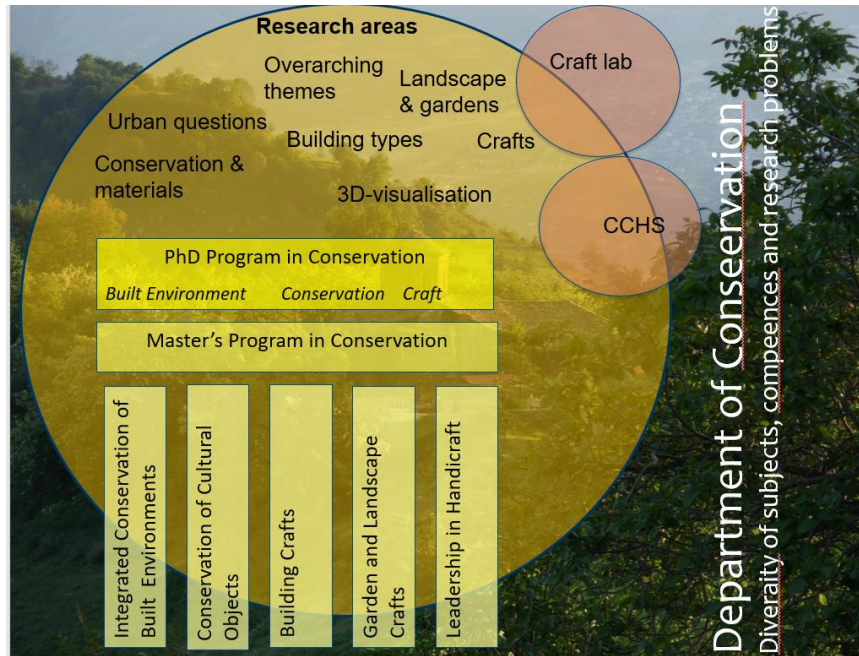 Research areas
Overarching
themes
Landscape
& gardens
Urban questions
Building types
Crafts
Conservation &
materials
3D-visualisation
Craft lab
CCHS
PhD Program in Conservation
Built Environment Conservation Craft
Master's Program in Conservation
Integrated Conservation of
Built Environments
Conservation of Cultural
Objects
Building Crafts
Garden and Landscape
Crafts
Leadership in Handicraft
Department of Conseervation
Diveraity of subjects, compeences and research problems